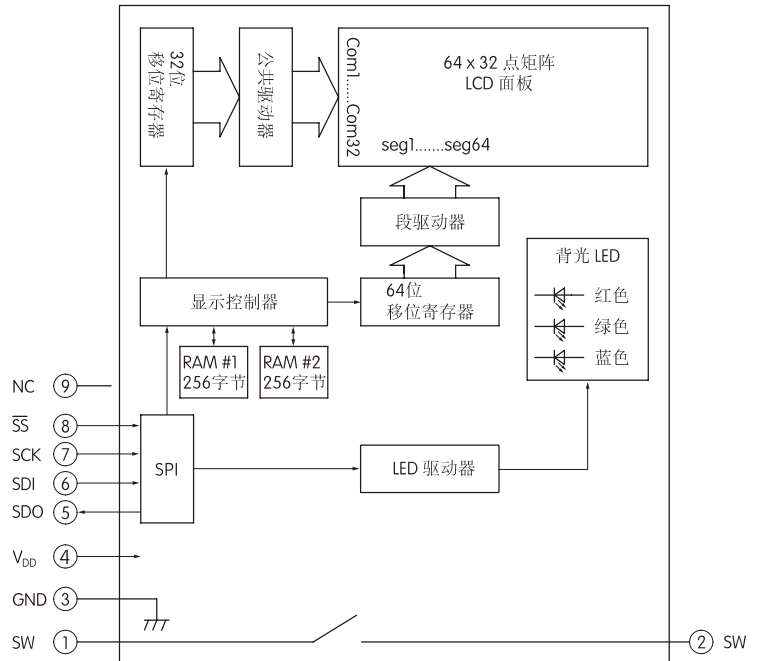 32位
移位寄存器
公共驱动器
Com1......Com32
64 x 32 点矩阵
LCD 面板
seg1.......seg64
段驱动器
背光 LED
红色
绿色
蓝色
显示控制器
64位
移位寄存器
RAM #1
256字节
RAM #2
256字节
NC 9
SS 8
SCK 7
SDI 6
SDO 5
SPI
LED 驱动器
VDD 4
GND 3
SW 1
2 SW